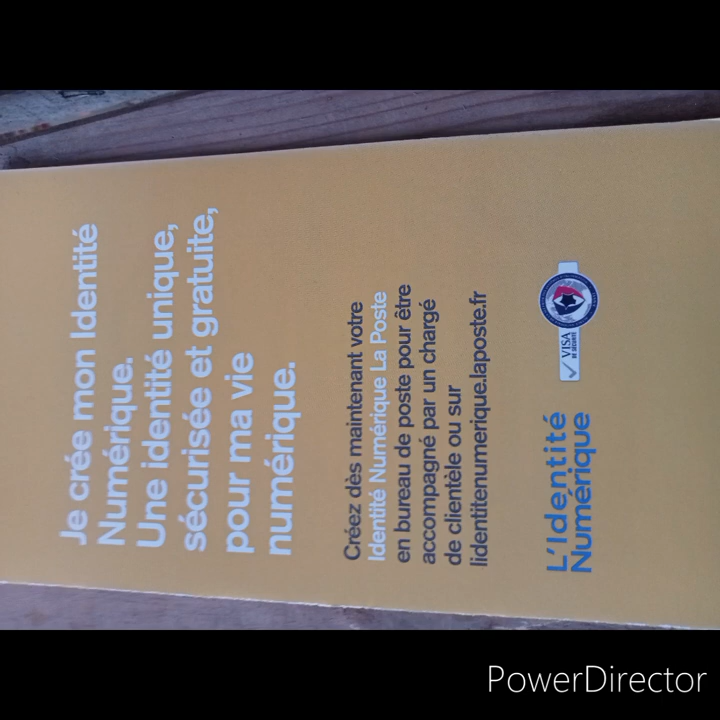 Je crée mon Identité
Numérique.
Une identité unique,
sécurisée et gratuite,
pour ma vie
numérique.
Créez dès maintenant votre
Identité Numérique La Poste
en bureau de poste pour être
accompagné par un chargé
de clientèle ou sur
lidentitenumerique.laposte.fr
L'Identité
Numérique
VISA
DE SÉCURITÉ
PowerDirector